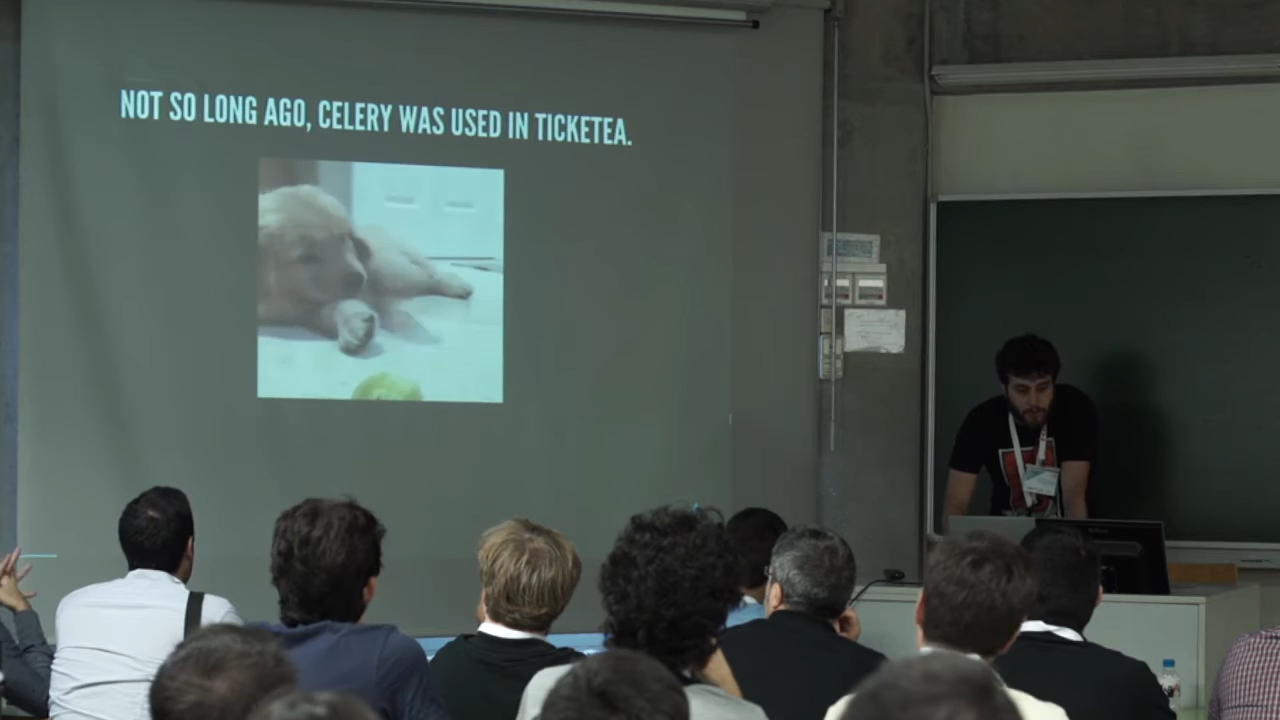 NOT SO LONG AGO, CELERY WAS USED IN TICKETEA.